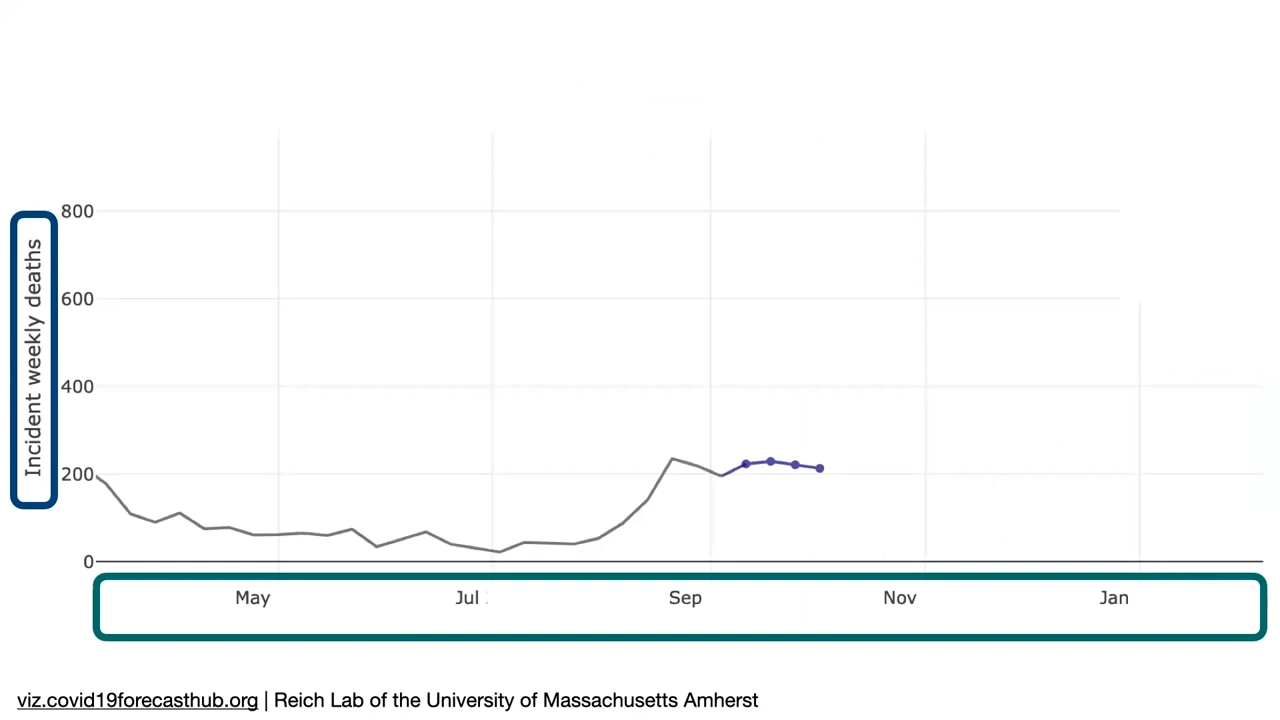 800
600
400
200
0
Incident weekly deaths
May Jul Sep Nov Jan
viz.covid19forecasthub.org | Reich Lab of the University of Massachusetts Amherst